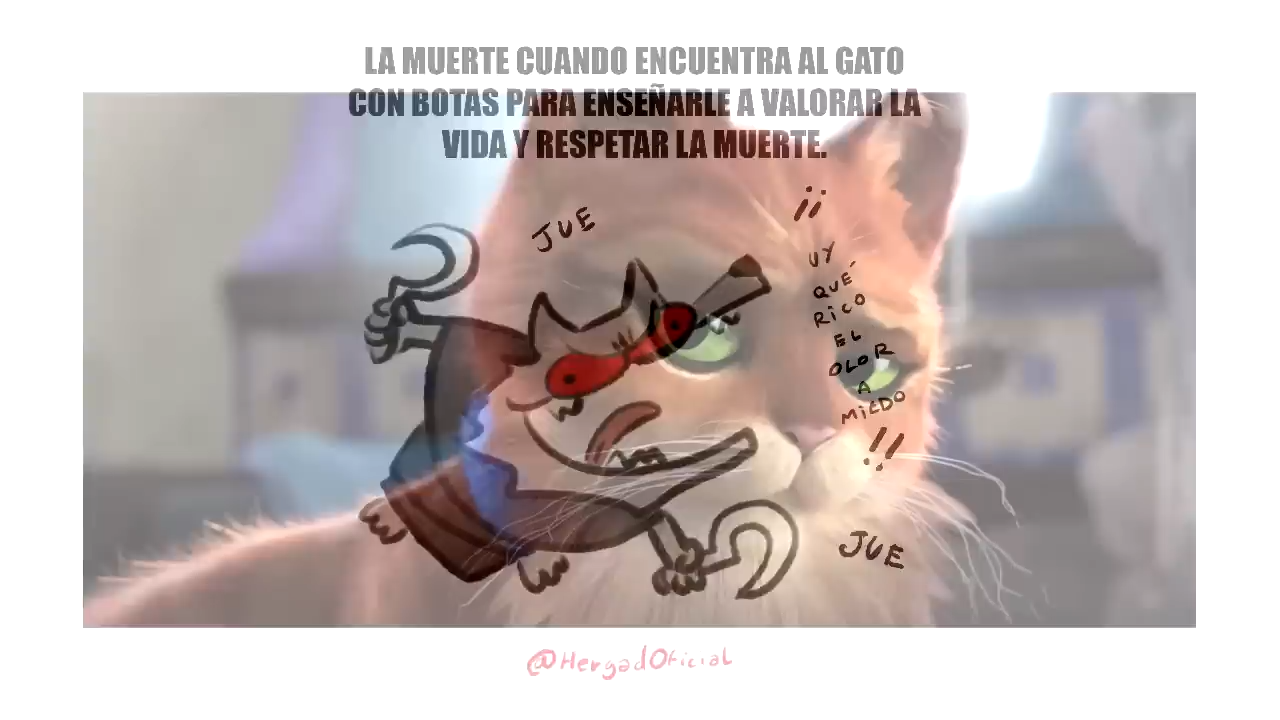 LA MUERTE CUANDO ENCUENTRA AL GATO
CON BOTAS PARA ENSEÑARLE A VALORAR LA
VIDA Y RESPETAR LA MUERTE.
JUE
¡¡
UY
QUÉ
RICO
EL
OLOR
A
MIEDO
!!
JUE
@HergadOficial